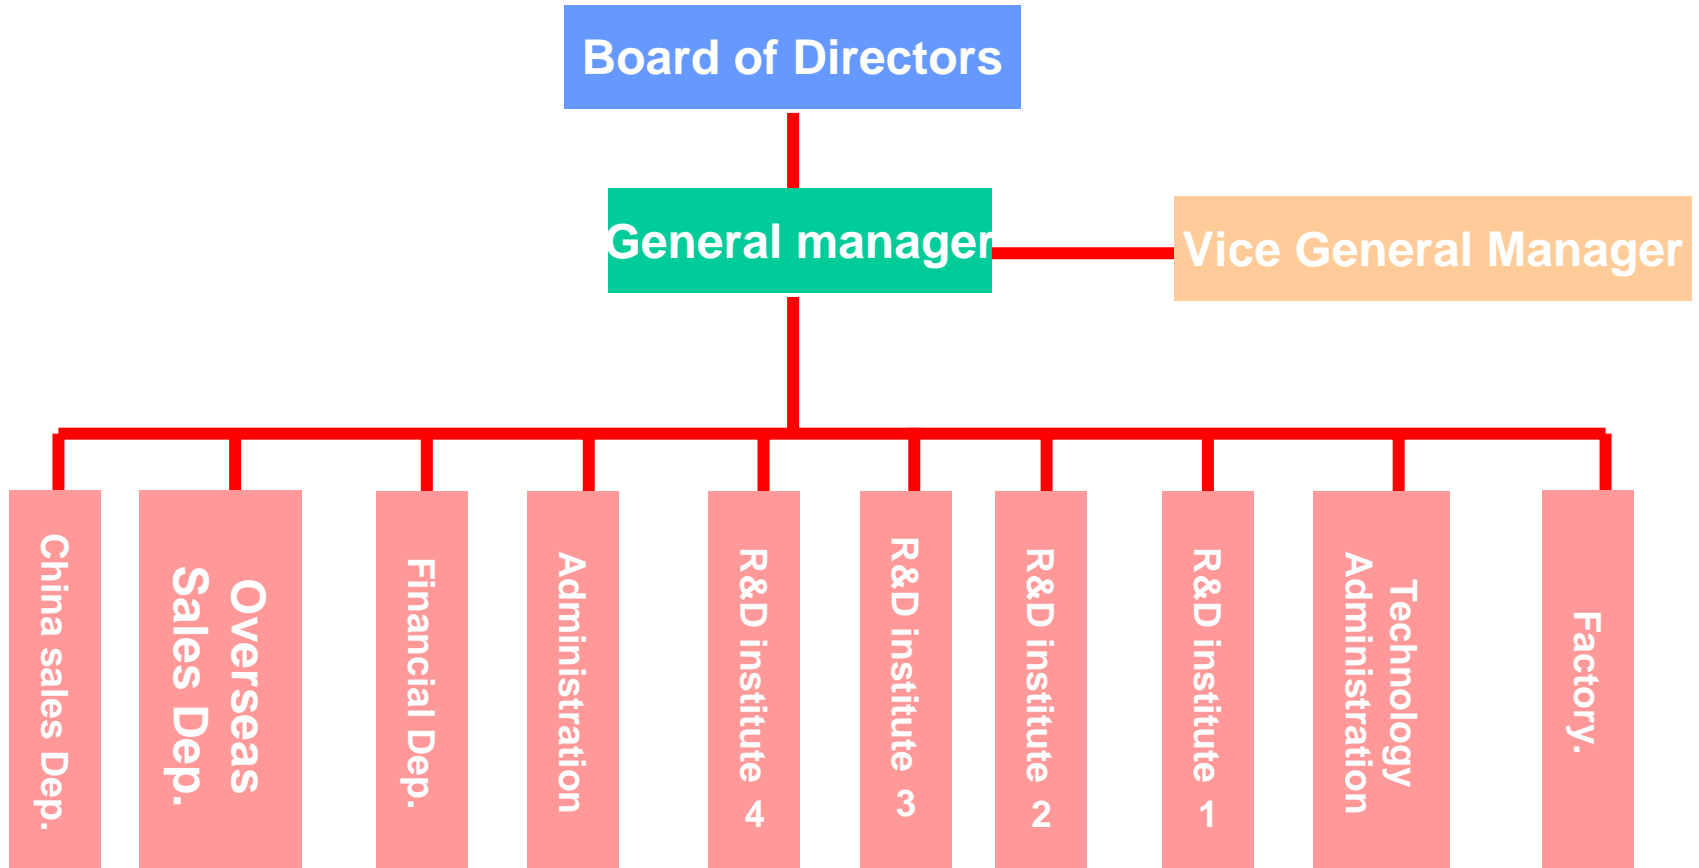 Board of Directors
General manager
Vice General Manager
China sales Dep.
Overseas
Sales Dep.
Financial Dep.
Administration
R&D institute 4
R&D institute 3
R&D institute 2
R&D institute 1
Technology
Administration
Factory.